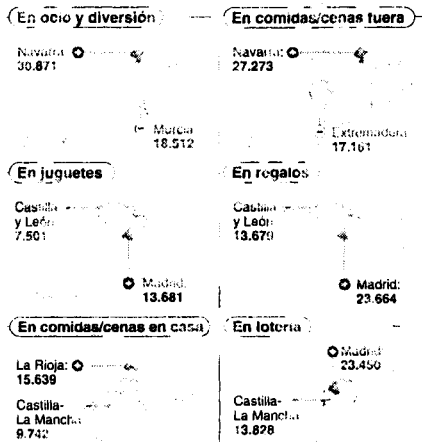 En ocio y diversión
Navarra:
30.871
Murcia
18.512
En comidas/cenas fuera
Navarra:
27.273
Extremadura
17.161
En juguetes
Castilla
y León:
7.501
Madrid:
13.681
En regalos
Castilla
y León:
13.679
Madrid:
23.664
En comidas/cenas en casa
La Rioja:
15.639
Castilla-
La Mancha:
9.742
En lotería
Madrid
23.450
Castilla-
La Mancha
13.828